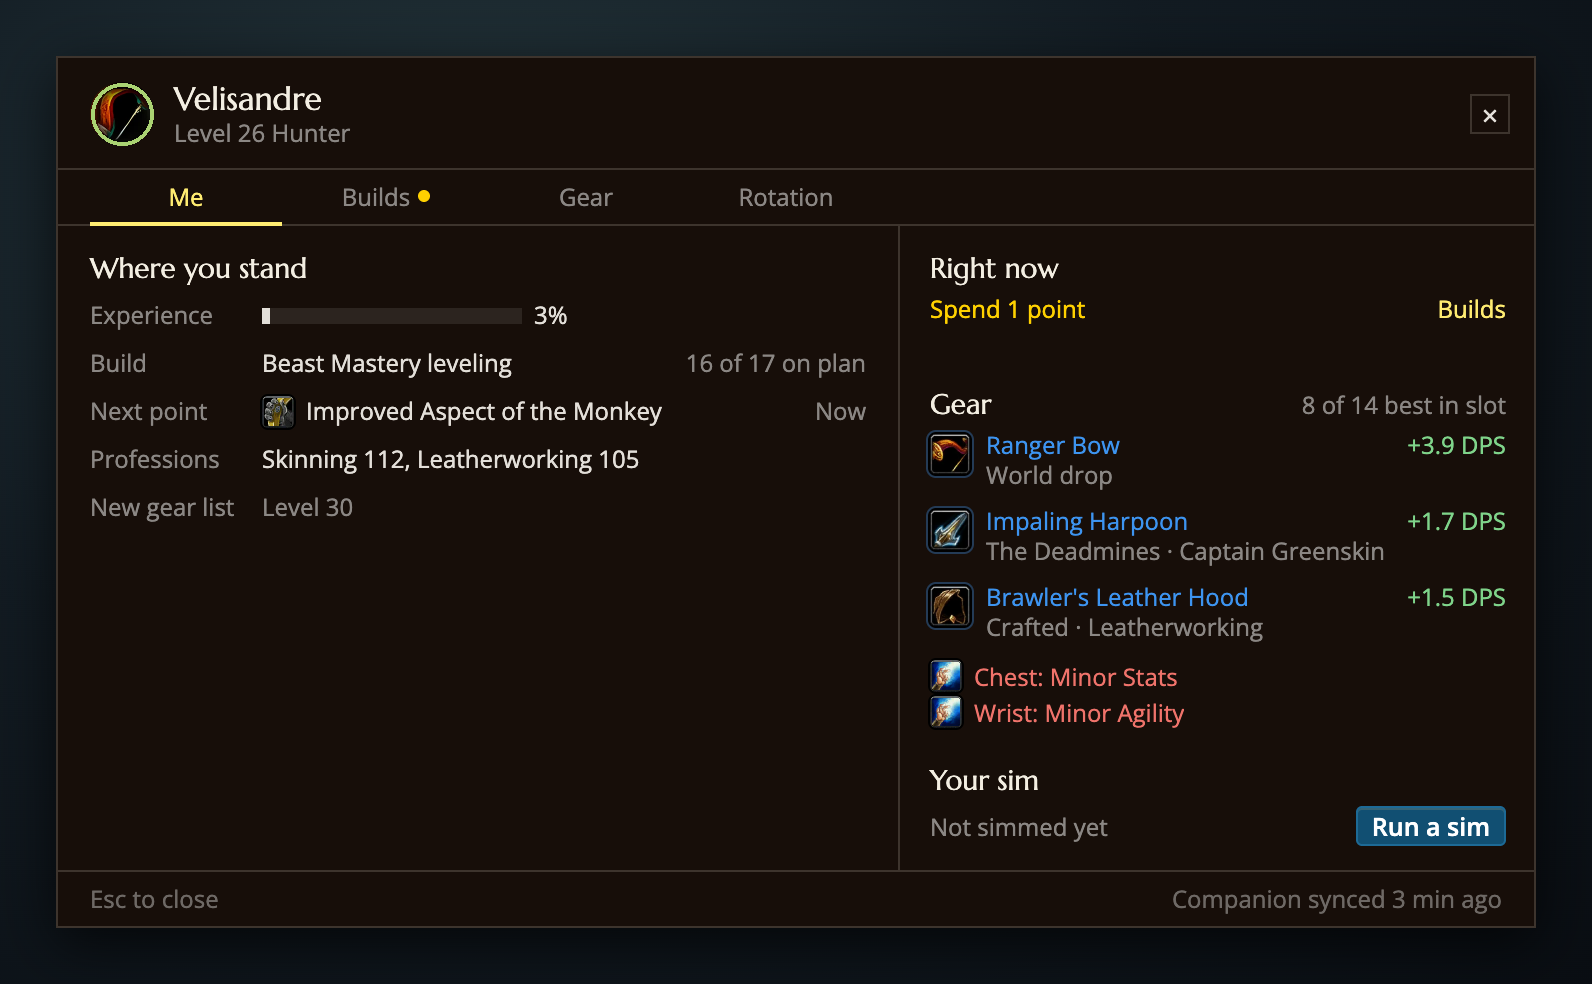 Velisandre
Level 26 Hunter
×
Me
Builds
Gear
Rotation
Where you stand
Experience 3%
Build Beast Mastery leveling 16 of 17 on plan
Next point Improved Aspect of the Monkey Now
Professions Skinning 112, Leatherworking 105
New gear list Level 30
Right now
Spend 1 point Builds
Gear 8 of 14 best in slot
Ranger Bow +3.9 DPS
World drop
Impaling Harpoon +1.7 DPS
The Deadmines · Captain Greenskin
Brawler's Leather Hood +1.5 DPS
Crafted · Leatherworking
Chest: Minor Stats
Wrist: Minor Agility
Your sim
Not simmed yet Run a sim
Esc to close Companion synced 3 min ago